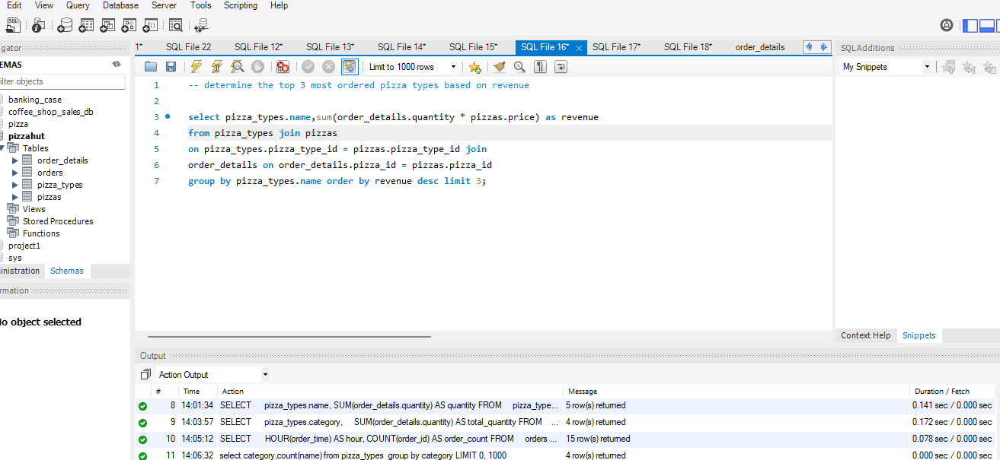 Edit View Query Database Server Tools Scripting Help
gator
EMAS
ilter objects
banking_case
coffee_shop_sales_db
pizza
pizzahut
Tables
order_details
orders
pizza_types
pizzas
Views
Stored Procedures
Functions
project1
sys
inistration Schemas
rmation
lo object selected
1* SQL File 22 SQL File 12* SQL File 13* SQL File 14* SQL File 15* SQL File 16* SQL File 17* SQL File 18* order_details
Limit to 1000 rows
1 -- determine the top 3 most ordered pizza types based on revenue
2
3 select pizza_types.name,sum(order_details.quantity * pizzas.price) as revenue
4 from pizza_types join pizzas
5 on pizza_types.pizza_type_id = pizzas.pizza_type_id join
6 order_details on order_details.pizza_id = pizzas.pizza_id
7 group by pizza_types.name order by revenue desc limit 3;
SQLAdditions
My Snippets
Context Help Snippets
Output
Action Output
# Time Action Message Duration / Fetch
8 14:01:34 SELECT pizza_types.name, SUM(order_details.quantity) AS quantity FROM pizza_type... 5 row(s) returned 0.141 sec / 0.000 sec
9 14:03:57 SELECT pizza_types.category, SUM(order_details.quantity) AS total_quantity FROM ... 4 row(s) returned 0.172 sec / 0.000 sec
10 14:05:12 SELECT HOUR(order_time) AS hour, COUNT(order_id) AS order_count FROM orders ... 15 row(s) returned 0.078 sec / 0.000 sec
11 14:06:32 select category,count(name) from pizza_types group by category LIMIT 0, 1000 4 row(s) returned 0.000 sec / 0.000 sec